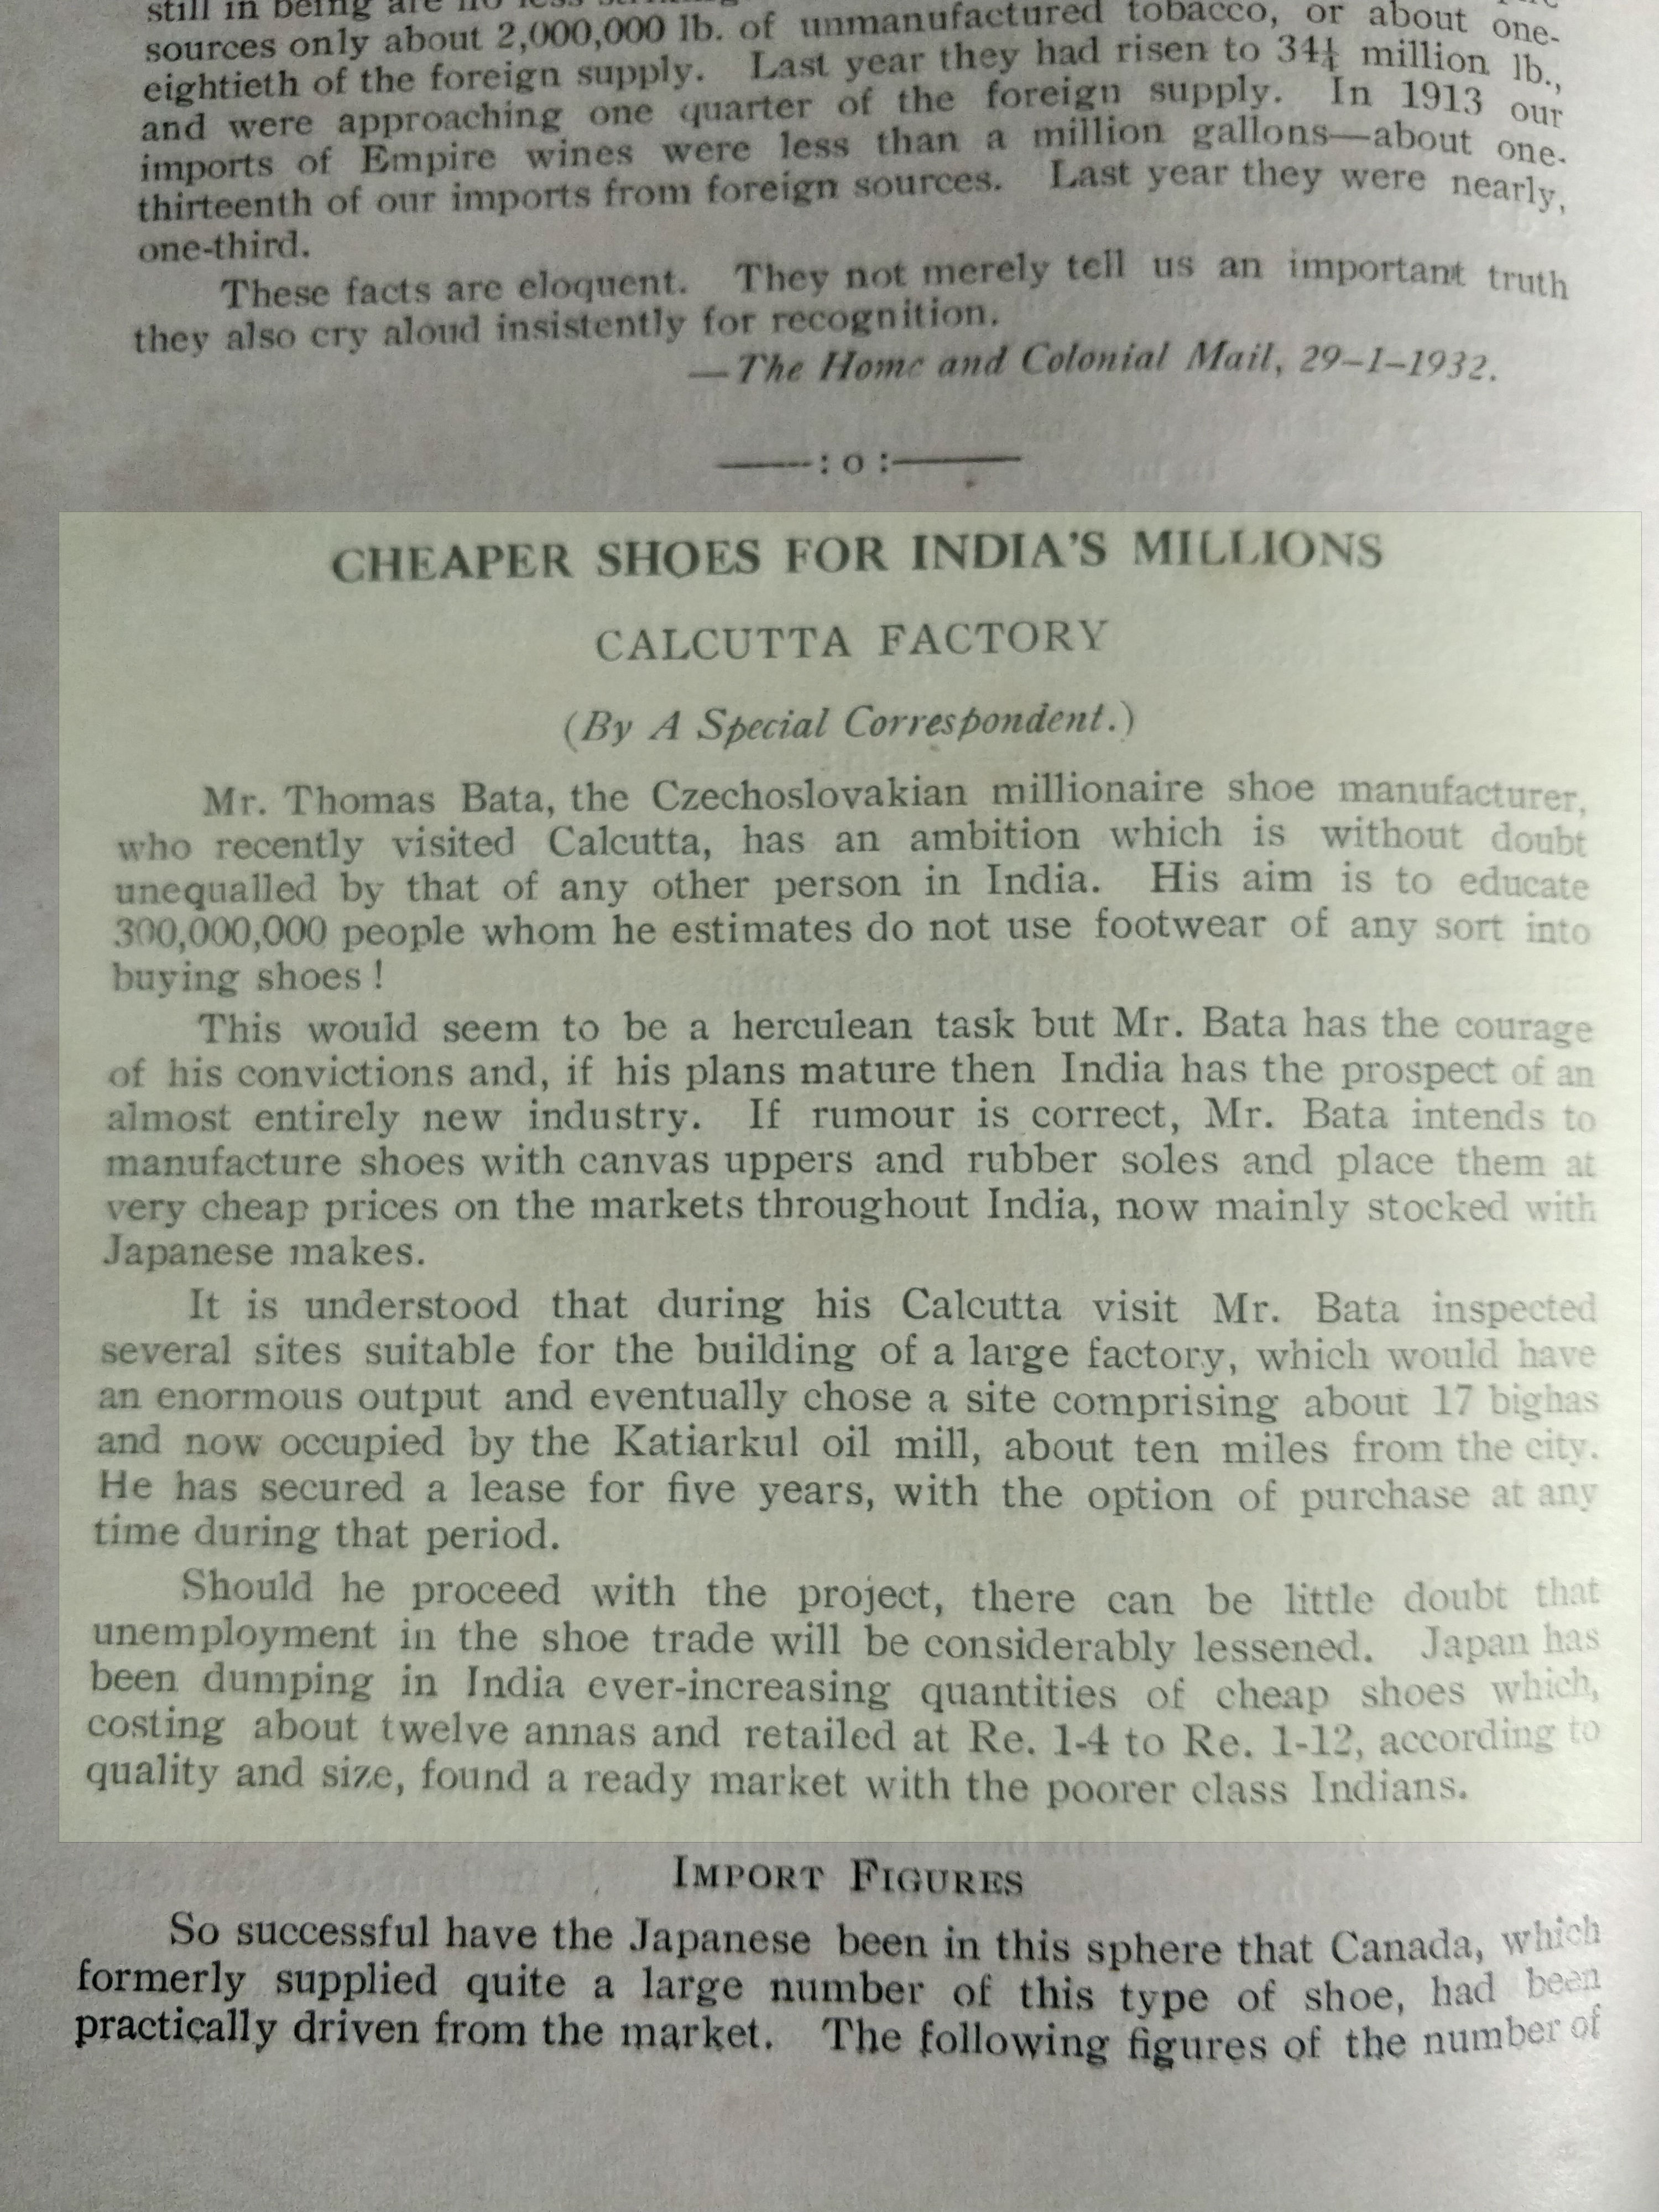 still in being are no less
sources only about 2,000,000 lb. of unmanufactured tobacco, or about one-
eightieth of the foreign supply. Last year they had risen to 34¼ million lb.,
and were approaching one quarter of the foreign supply. In 1913 our
imports of Empire wines were less than a million gallons—about one-
thirteenth of our imports from foreign sources. Last year they were nearly,
one-third.
These facts are eloquent. They not merely tell us an important truth
they also cry aloud insistently for recognition.
—The Home and Colonial Mail, 29–1–1932.
——: o :——
CHEAPER SHOES FOR INDIA'S MILLIONS
CALCUTTA FACTORY
(By A Special Correspondent.)
Mr. Thomas Bata, the Czechoslovakian millionaire shoe manufacturer,
who recently visited Calcutta, has an ambition which is without doubt
unequalled by that of any other person in India. His aim is to educate
300,000,000 people whom he estimates do not use footwear of any sort into
buying shoes !
This would seem to be a herculean task but Mr. Bata has the courage
of his convictions and, if his plans mature then India has the prospect of an
almost entirely new industry. If rumour is correct, Mr. Bata intends to
manufacture shoes with canvas uppers and rubber soles and place them at
very cheap prices on the markets throughout India, now mainly stocked with
Japanese makes.
It is understood that during his Calcutta visit Mr. Bata inspected
several sites suitable for the building of a large factory, which would have
an enormous output and eventually chose a site comprising about 17 bighas
and now occupied by the Katiarkul oil mill, about ten miles from the city.
He has secured a lease for five years, with the option of purchase at any
time during that period.
Should he proceed with the project, there can be little doubt that
unemployment in the shoe trade will be considerably lessened. Japan has
been dumping in India ever-increasing quantities of cheap shoes which,
costing about twelve annas and retailed at Re. 1-4 to Re. 1-12, according to
quality and size, found a ready market with the poorer class Indians.
IMPORT FIGURES
So successful have the Japanese been in this sphere that Canada, which
formerly supplied quite a large number of this type of shoe, had been
practically driven from the market. The following figures of the number of